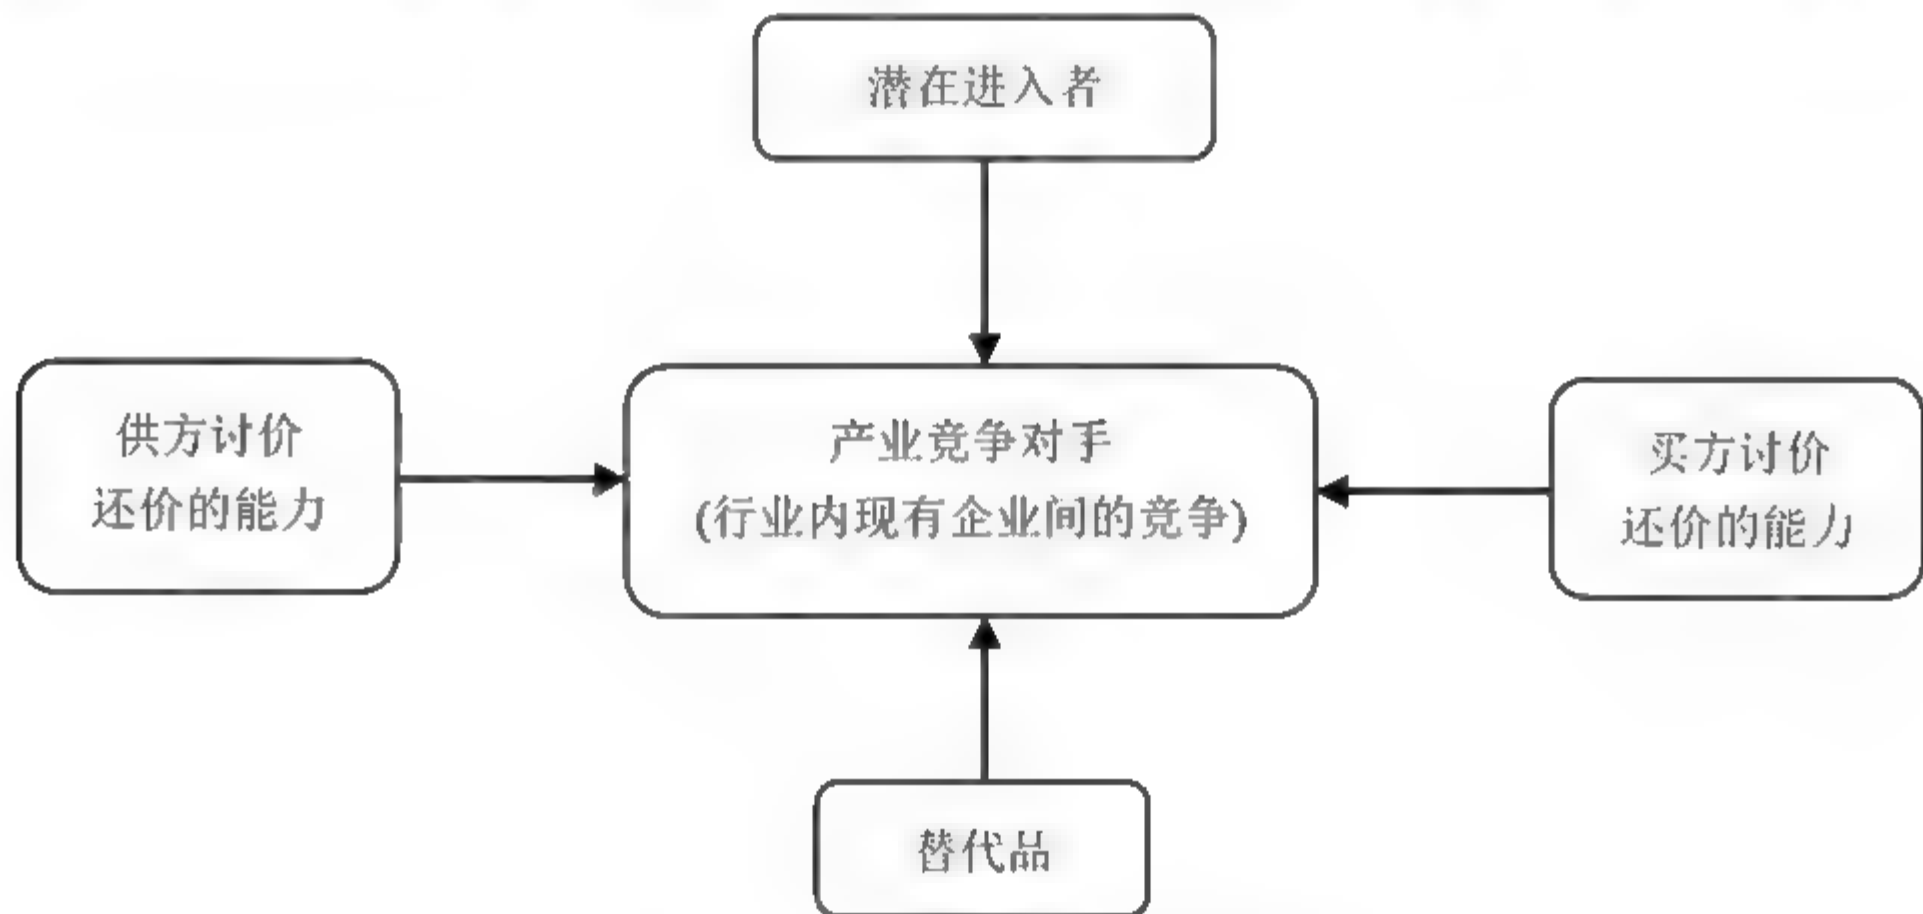 潜在进入者
供方讨价
还价的能力
产业竞争对手
(行业内现有企业间的竞争)
买方讨价
还价的能力
替代品